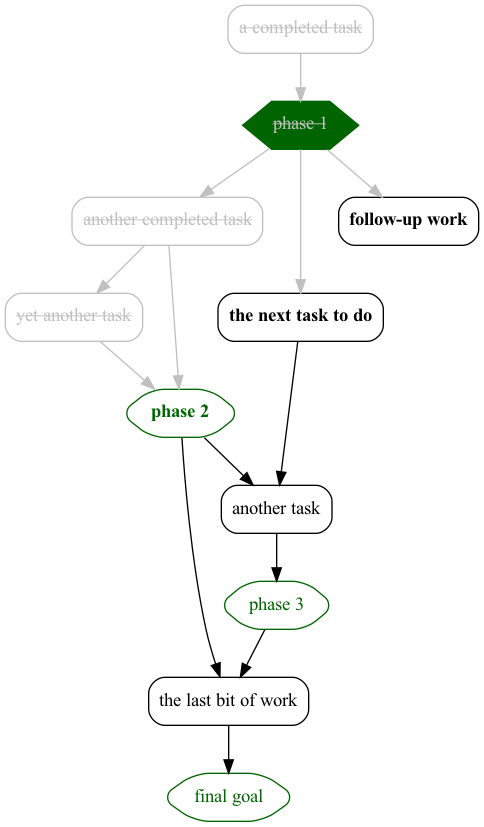 a completed task
phase 1
another completed task
follow-up work
yet another task
the next task to do
phase 2
another task
phase 3
the last bit of work
final goal